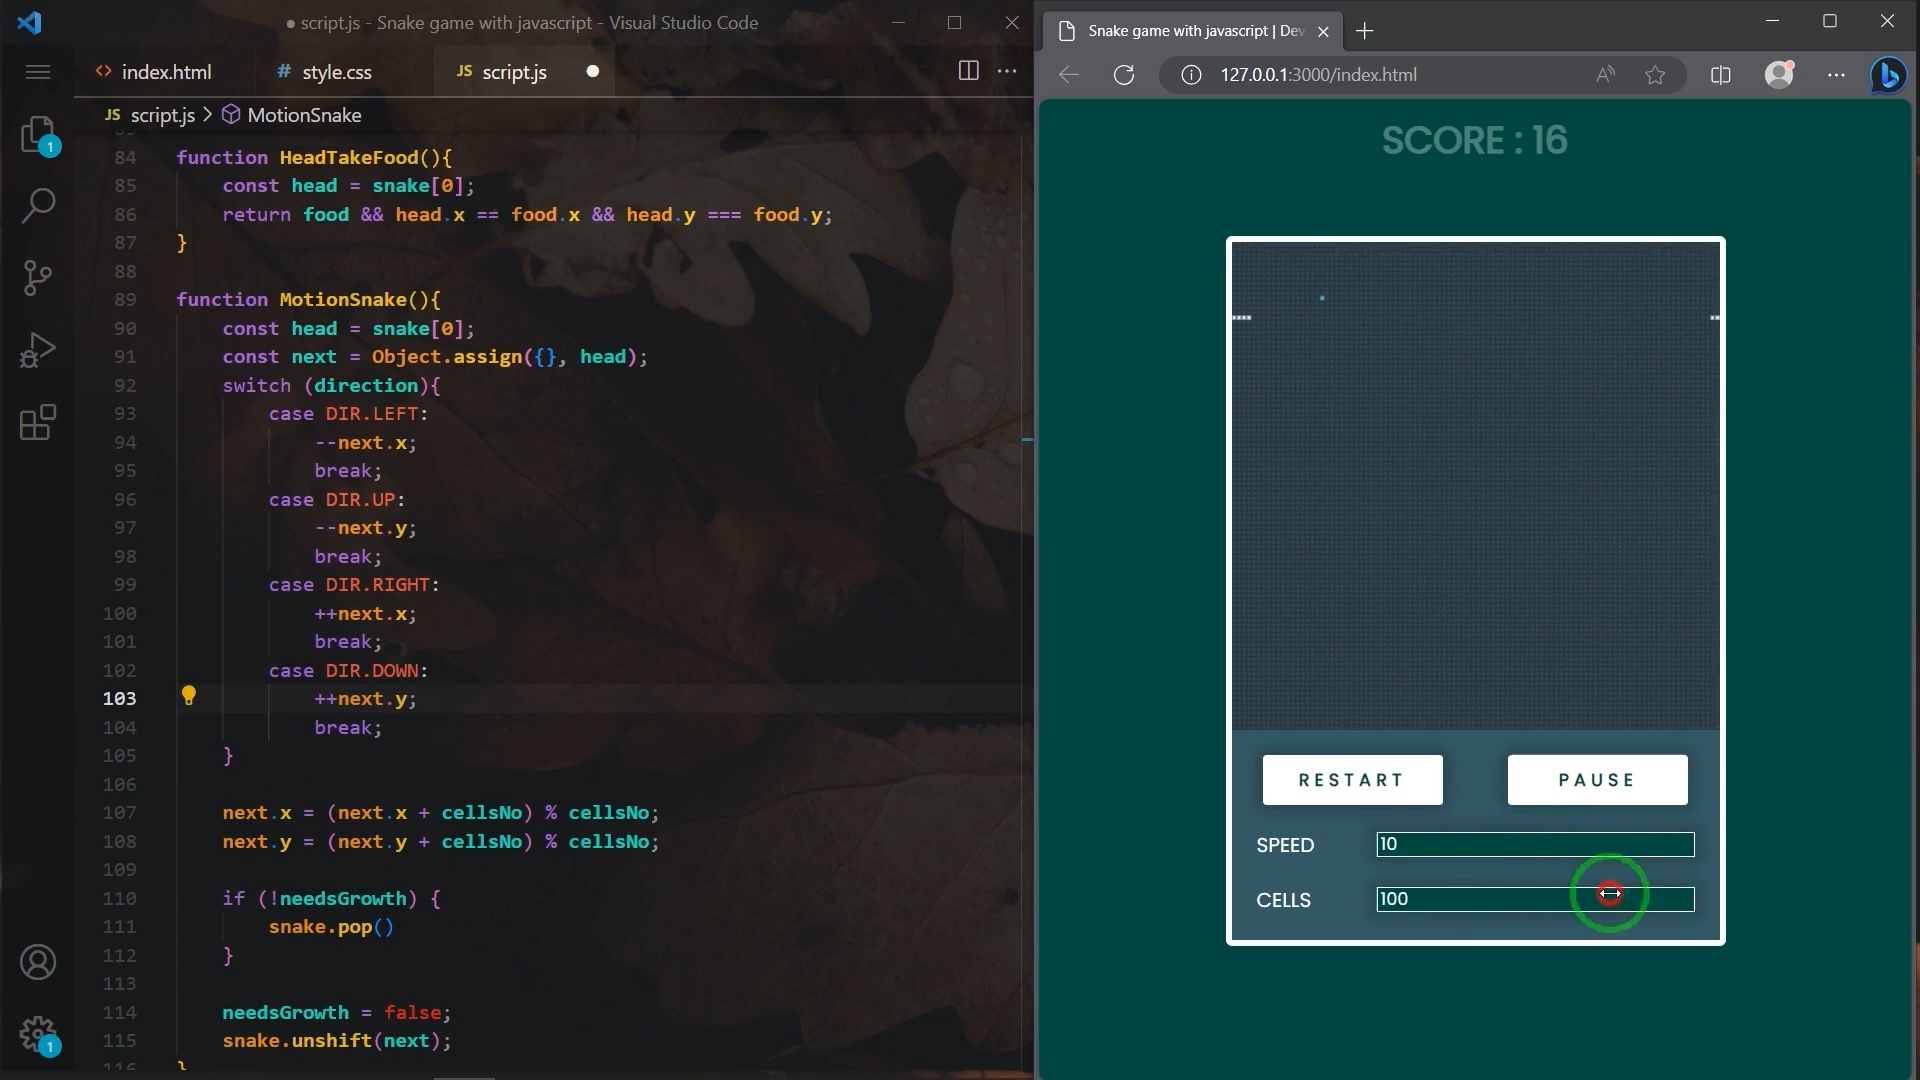 script.js - Snake game with javascript - Visual Studio Code
index.html
# style.css
JS script.js
JS script.js > MotionSnake
84 function HeadTakeFood(){
85 const head = snake[0];
86 return food && head.x == food.x && head.y === food.y;
87 }
88
89 function MotionSnake(){
90 const head = snake[0];
91 const next = Object.assign({}, head);
92 switch (direction){
93 case DIR.LEFT:
94 --next.x;
95 break;
96 case DIR.UP:
97 --next.y;
98 break;
99 case DIR.RIGHT:
100 ++next.x;
101 break;
102 case DIR.DOWN:
103 ++next.y;
104 break;
105 }
106
107 next.x = (next.x + cellsNo) % cellsNo;
108 next.y = (next.y + cellsNo) % cellsNo;
109
110 if (!needsGrowth) {
111 snake.pop()
112 }
113
114 needsGrowth = false;
115 snake.unshift(next);
116 }
1
1
Snake game with javascript | Dev
127.0.0.1:3000/index.html
SCORE : 16
RESTART
PAUSE
SPEED
10
CELLS
100